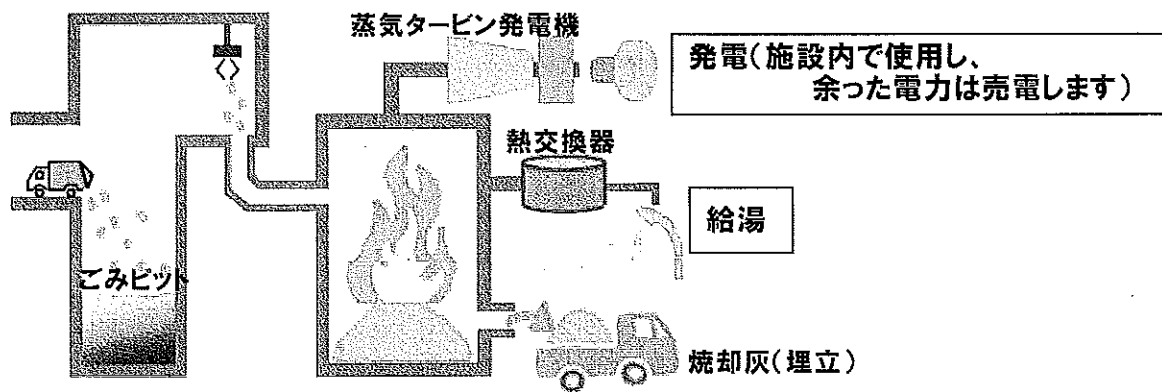 蒸気タービン発電機
発電(施設内で使用し、
余った電力は売電します)
熱交換器
給湯
ごみピット
焼却灰(埋立)